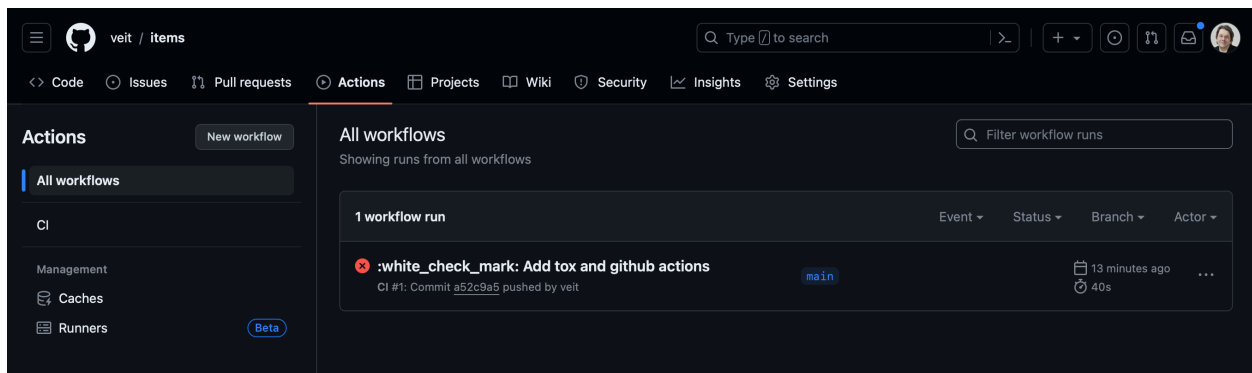 veit / items
Type / to search
Code Issues Pull requests Actions Projects Wiki Security Insights Settings
Actions
New workflow
All workflows
CI
Management
Caches
Runners Beta
All workflows
Showing runs from all workflows
Filter workflow runs
1 workflow run
Event Status Branch Actor
:white_check_mark: Add tox and github actions
CI #1: Commit a52c9a5 pushed by veit
main
13 minutes ago
40s